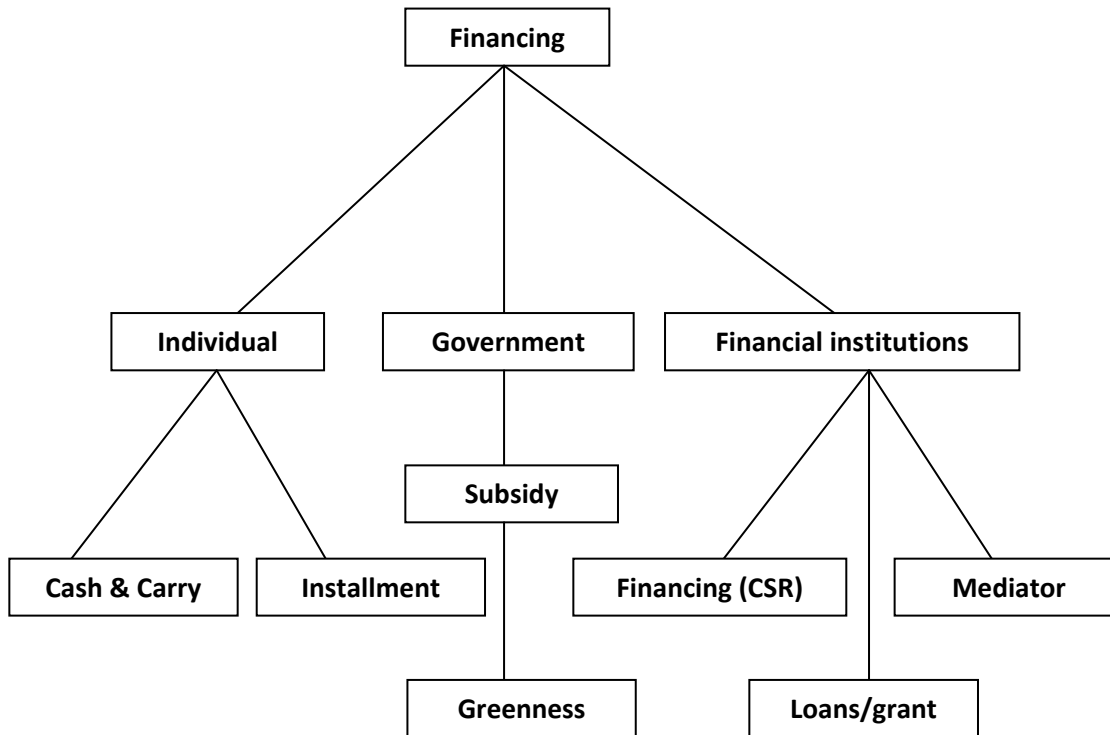 Financing
Individual
Government
Financial institutions
Subsidy
Cash & Carry
Installment
Financing (CSR)
Mediator
Greenness
Loans/grant